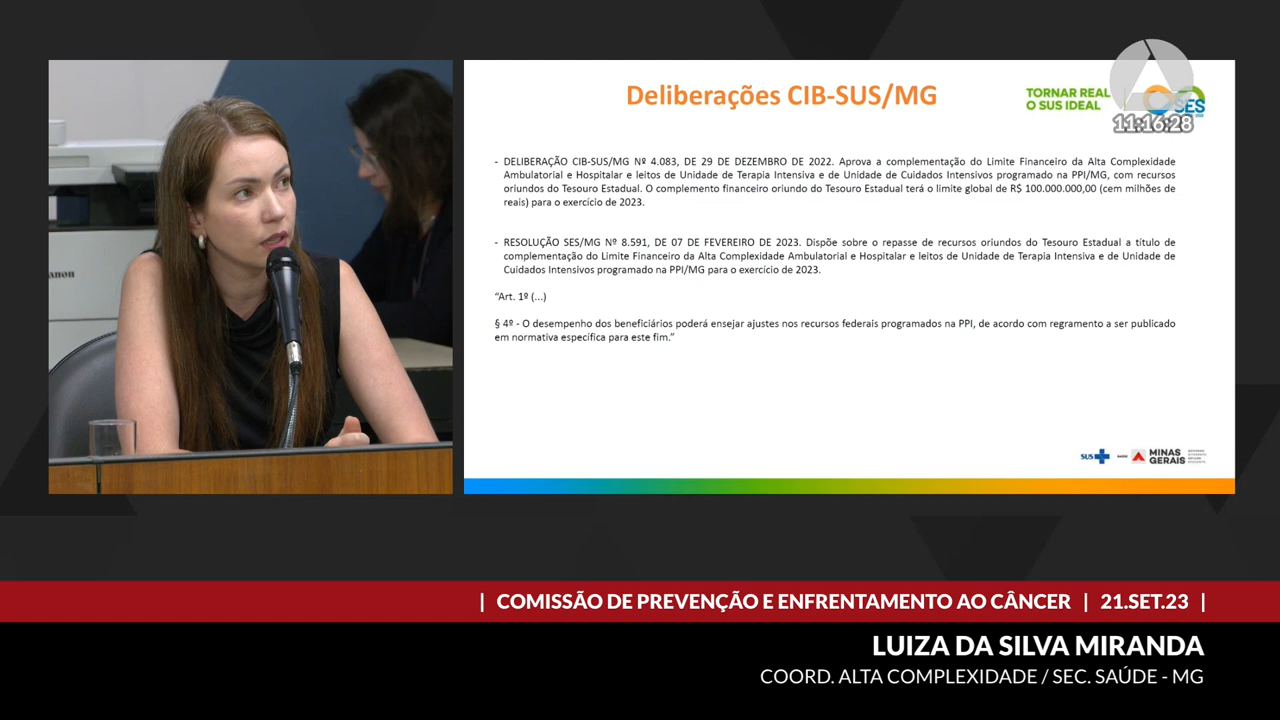 Deliberações CIB-SUS/MG
TORNAR REAL
O SUS IDEAL
SES
11:16:28
- DELIBERAÇÃO CIB-SUS/MG Nº 4.083, DE 29 DE DEZEMBRO DE 2022. Aprova a complementação do Limite Financeiro da Alta Complexidade
Ambulatorial e Hospitalar e leitos de Unidade de Terapia Intensiva e de Unidade de Cuidados Intensivos programado na PPI/MG, com recursos
oriundos do Tesouro Estadual. O complemento financeiro oriundo do Tesouro Estadual terá o limite global de R$ 100.000.000,00 (cem milhões de
reais) para o exercício de 2023.
- RESOLUÇÃO SES/MG Nº 8.591, DE 07 DE FEVEREIRO DE 2023. Dispõe sobre o repasse de recursos oriundos do Tesouro Estadual a título de
complementação do Limite Financeiro da Alta Complexidade Ambulatorial e Hospitalar e leitos de Unidade de Terapia Intensiva e de Unidade de
Cuidados Intensivos programado na PPI/MG para o exercício de 2023.
“Art. 1º (...)
§ 4º - O desempenho dos beneficiários poderá ensejar ajustes nos recursos federais programados na PPI, de acordo com regramento a ser publicado
em normativa específica para este fim.”
SUS
MINAS
GERAIS
| COMISSÃO DE PREVENÇÃO E ENFRENTAMENTO AO CÂNCER | 21.SET.23 |
LUIZA DA SILVA MIRANDA
COORD. ALTA COMPLEXIDADE / SEC. SAÚDE - MG